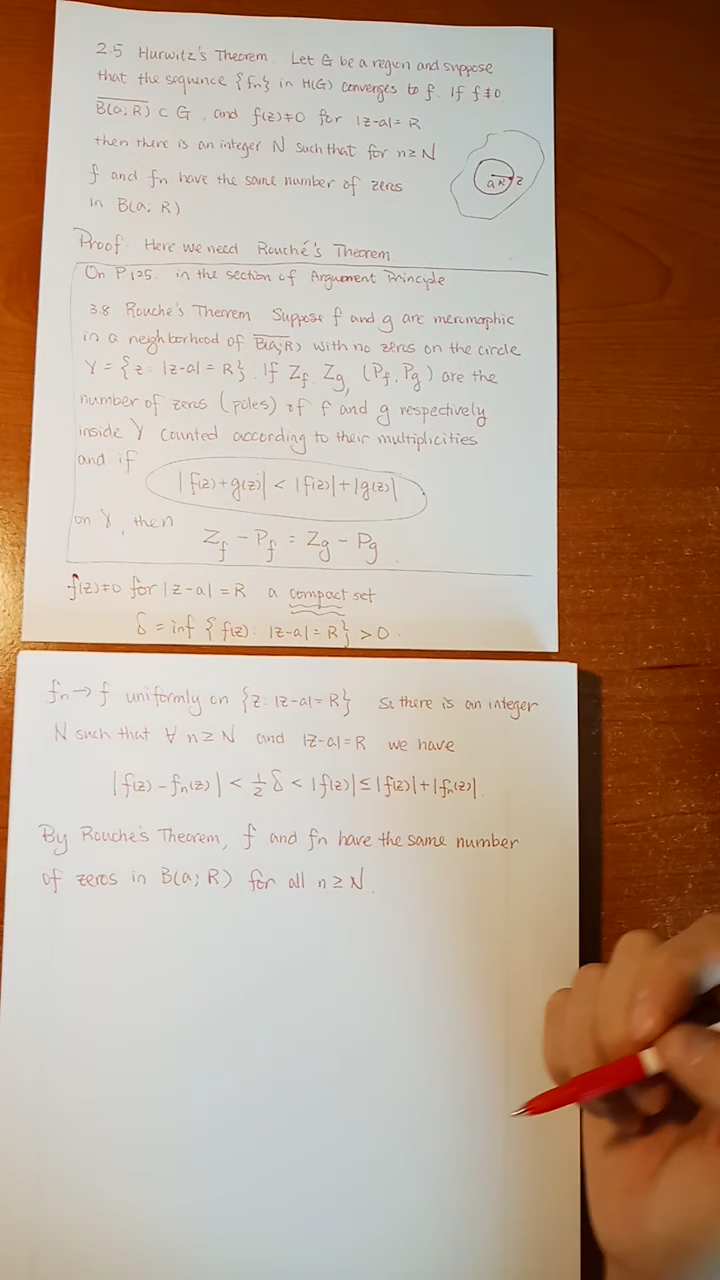 2.5 Hurwitz's Theorem. Let G be a region and suppose
that the sequence {fn} in H(G) converges to f. If f≢0
B̅(̅a̅;̅ ̅R̅)̅ ⊂ G, and f(z)≠0 for |z-a|=R
then there is an integer N such that for n≥N
f and fn have the same number of zeros
in B(a; R)
a R z
Proof. Here we need Rouché's Theorem
On P125. in the section of Argument Principle
3.8 Rouche's Theorem Suppose f and g are meromorphic
in a neighborhood of B̅(̅a̅;̅ ̅R̅)̅ with no zeros on the circle
γ = {z: |z-a| = R}. If Zf, Zg, (Pf, Pg) are the
number of zeros (poles) of f and g respectively
inside γ counted according to their multiplicities
and if
|f(z)+g(z)| < |f(z)|+|g(z)|
on γ, then
Zf - Pf = Zg - Pg.
f(z)≠0 for |z-a| = R a compact set
δ = inf {f(z): |z-a| = R} > 0.
fn → f uniformly on {z: |z-a| = R} So there is an integer
N such that ∀ n ≥ N and |z-a|=R we have
|f(z) - fn(z)| < 1/2 δ < |f(z)| ≤ |f(z)|+|fn(z)|
By Rouche's Theorem, f and fn have the same number
of zeros in B(a; R) for all n ≥ N.